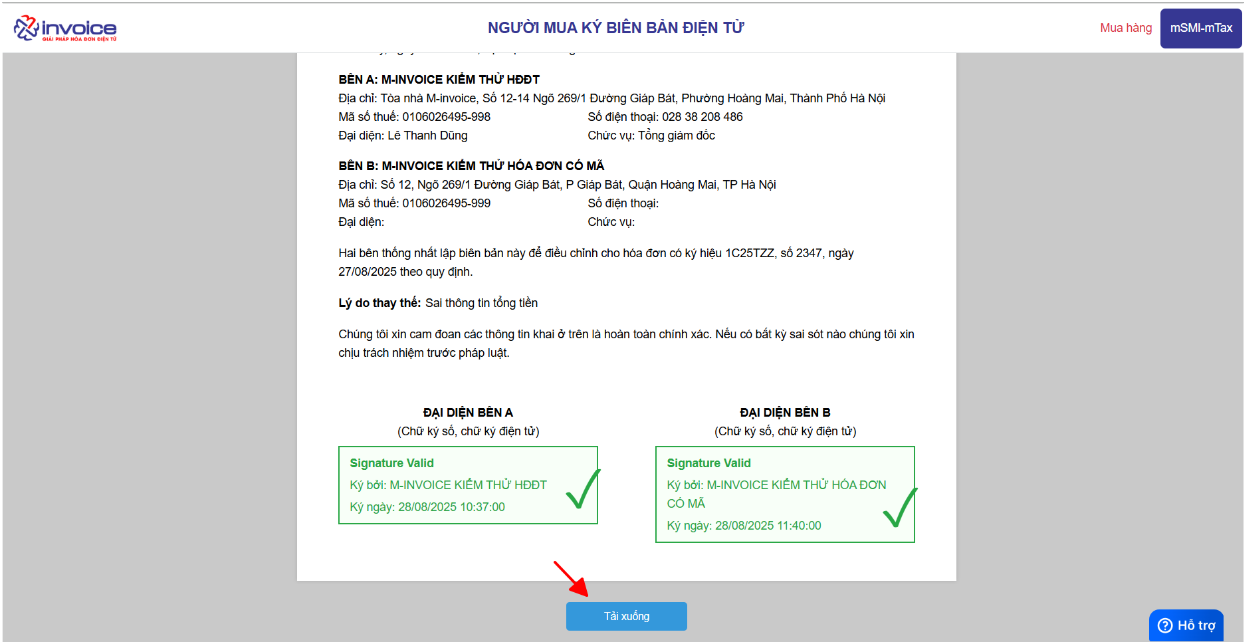 invoice
GIẢI PHÁP HÓA ĐƠN ĐIỆN TỬ
NGƯỜI MUA KÝ BIÊN BẢN ĐIỆN TỬ
Mua hàng
mSMI-mTax
BÊN A: M-INVOICE KIỂM THỬ HĐĐT
Địa chỉ: Tòa nhà M-invoice, Số 12-14 Ngõ 269/1 Đường Giáp Bát, Phường Hoàng Mai, Thành Phố Hà Nội
Mã số thuế: 0106026495-998 Số điện thoại: 028 38 208 486
Đại diện: Lê Thanh Dũng Chức vụ: Tổng giám đốc
BÊN B: M-INVOICE KIỂM THỬ HÓA ĐƠN CÓ MÃ
Địa chỉ: Số 12, Ngõ 269/1 Đường Giáp Bát, P Giáp Bát, Quận Hoàng Mai, TP Hà Nội
Mã số thuế: 0106026495-999 Số điện thoại:
Đại diện: Chức vụ:
Hai bên thống nhất lập biên bản này để điều chỉnh cho hóa đơn có ký hiệu 1C25TZZ, số 2347, ngày
27/08/2025 theo quy định.
Lý do thay thế: Sai thông tin tổng tiền
Chúng tôi xin cam đoan các thông tin khai ở trên là hoàn toàn chính xác. Nếu có bất kỳ sai sót nào chúng tôi xin
chịu trách nhiệm trước pháp luật.
ĐẠI DIỆN BÊN A
(Chữ ký số, chữ ký điện tử)
Signature Valid
Ký bởi: M-INVOICE KIỂM THỬ HĐĐT
Ký ngày: 28/08/2025 10:37:00
ĐẠI DIỆN BÊN B
(Chữ ký số, chữ ký điện tử)
Signature Valid
Ký bởi: M-INVOICE KIỂM THỬ HÓA ĐƠN
CÓ MÃ
Ký ngày: 28/08/2025 11:40:00
Tải xuống
Hỗ trợ